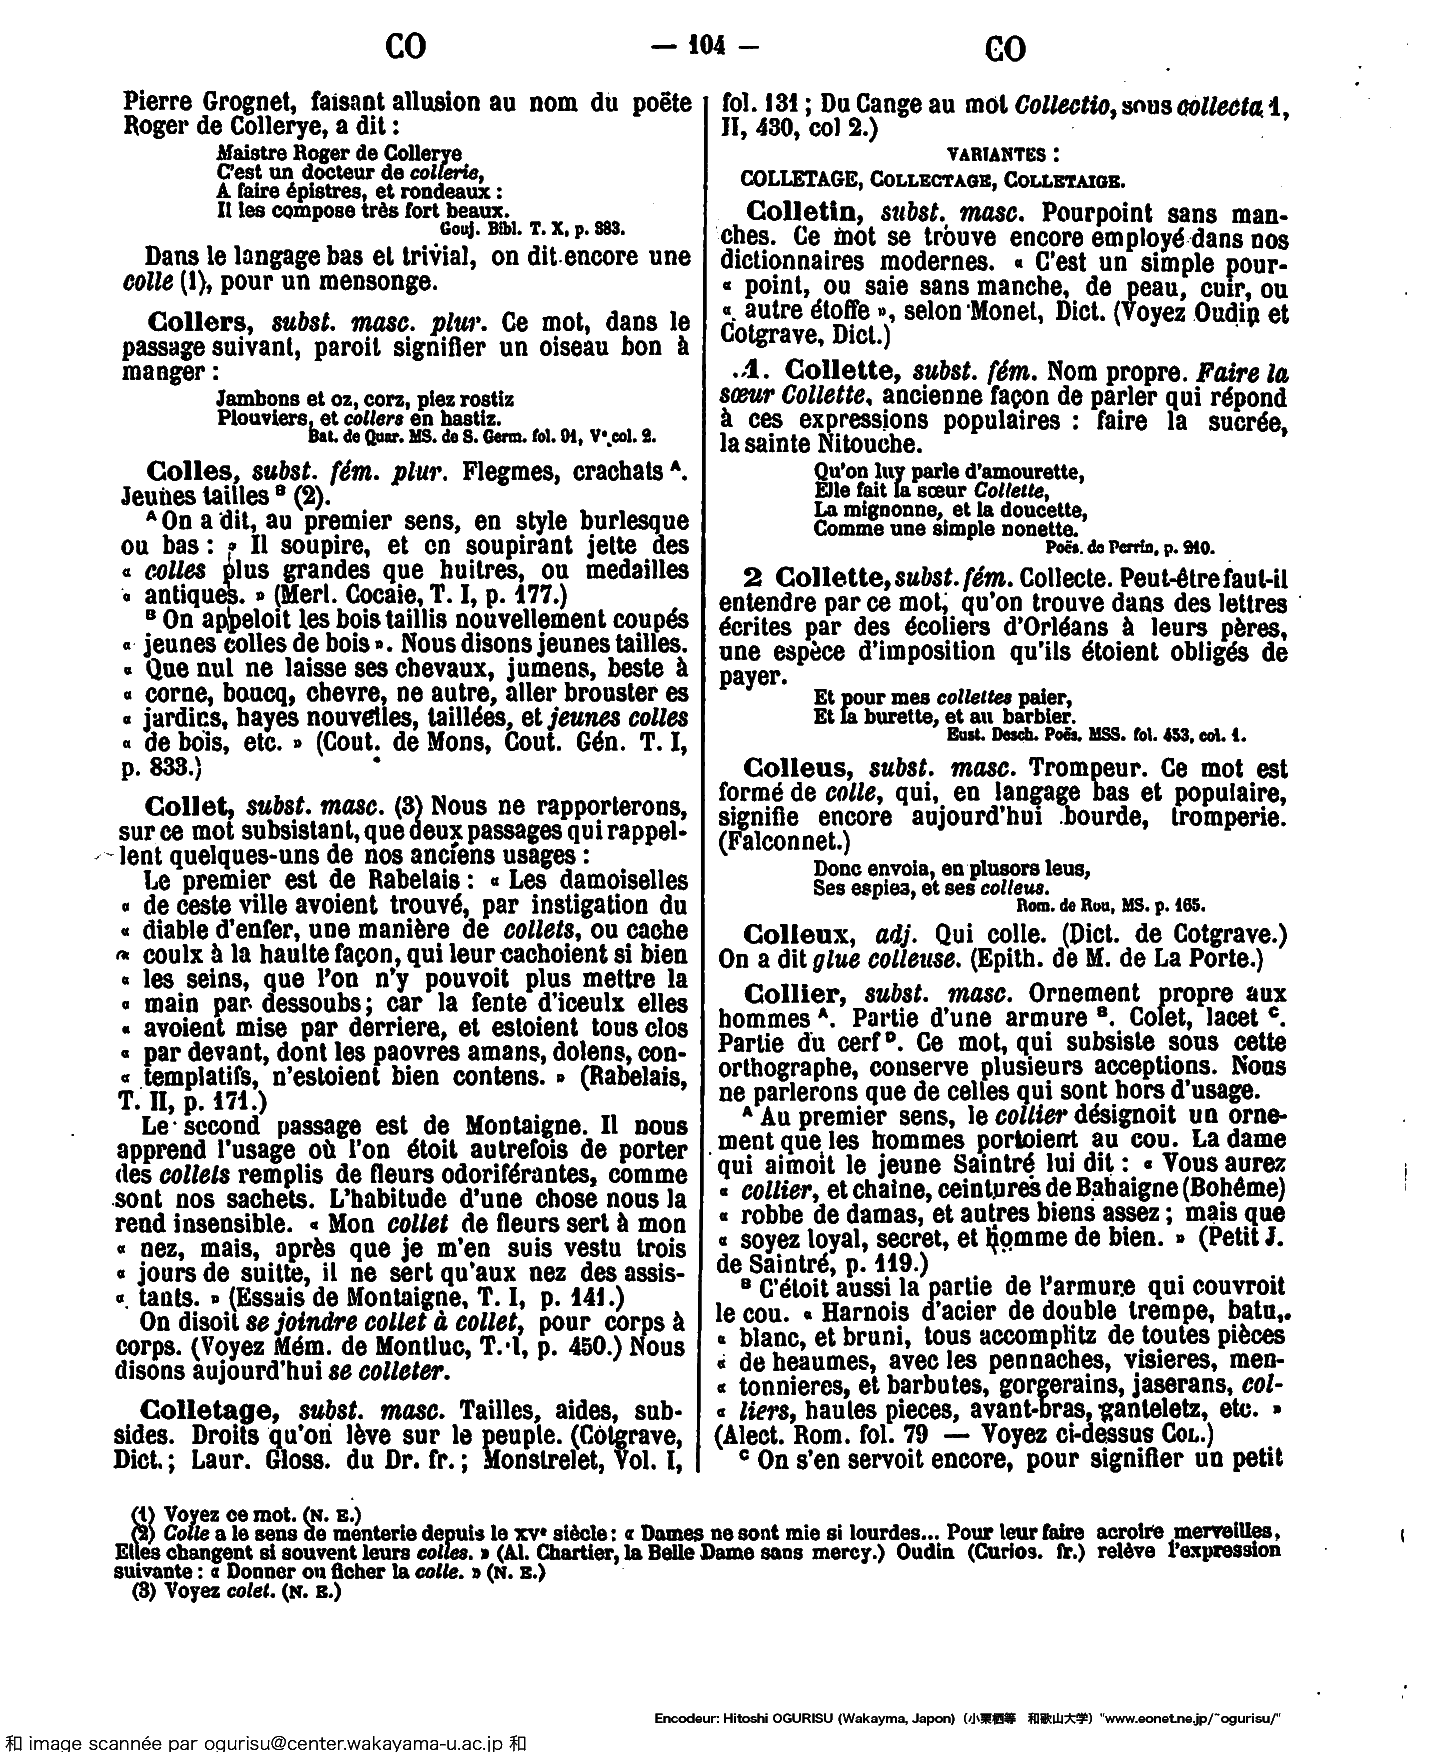 CO
— 104 —
CO
Pierre Grognet, faisant allusion au nom du poëte
Roger de Collerye, a dit :
Maistre Roger de Collerye
C'est un docteur de collerie,
A faire épistres, et rondeaux :
Il les compose très fort beaux.
Gouj. Bibl. T. X, p. 383.
Dans le langage bas et trivial, on dit encore une
colle (1), pour un mensonge.
Collers, subst. masc. plur. Ce mot, dans le
passage suivant, paroit signifier un oiseau bon à
manger :
Jambons et oz, corz, piez rostiz
Plouviers, et collers en hastiz.
Bat. de Quar. MS. de S. Germ. fol. 91, V° col. 2.
Colles, subst. fém. plur. Flegmes, crachats A.
Jeunes tailles B (2).
A On a dit, au premier sens, en style burlesque
ou bas : « Il soupire, et en soupirant jette des
« colles plus grandes que huitres, ou medailles
« antiques. » (Merl. Cocaie, T. I, p. 177.)
B On appeloit les bois taillis nouvellement coupés
« jeunes colles de bois ». Nous disons jeunes tailles.
« Que nul ne laisse ses chevaux, jumens, beste à
« corne, boucq, chevre, ne autre, aller brouster es
« jardins, hayes nouvelles, taillées, et jeunes colles
« de bois, etc. » (Cout. de Mons, Cout. Gén. T. I,
p. 833.)
Collet, subst. masc. (3) Nous ne rapporterons,
sur ce mot subsistant, que deux passages qui rappel-
lent quelques-uns de nos anciens usages :
Le premier est de Rabelais : « Les damoiselles
« de ceste ville avoient trouvé, par instigation du
« diable d'enfer, une manière de collets, ou cache
« coulx à la haulte façon, qui leur cachoient si bien
« les seins, que l'on n'y pouvoit plus mettre la
« main par dessoubs ; car la fente d'iceulx elles
« avoient mise par derriere, et estoient tous clos
« par devant, dont les paovres amans, dolens, con-
« templatifs, n'estoient bien contens. » (Rabelais,
T. II, p. 171.)
Le second passage est de Montaigne. Il nous
apprend l'usage où l'on étoit autrefois de porter
des collets remplis de fleurs odoriférantes, comme
sont nos sachets. L'habitude d'une chose nous la
rend insensible. « Mon collet de fleurs sert à mon
« nez, mais, après que je m'en suis vestu trois
« jours de suitte, il ne sert qu'aux nez des assis-
« tants. » (Essais de Montaigne, T. I, p. 141.)
On disoit se joindre collet à collet, pour corps à
corps. (Voyez Mém. de Montluc, T. I, p. 450.) Nous
disons aujourd'hui se colleter.
Colletage, subst. masc. Tailles, aides, sub-
sides. Droits qu'on lève sur le peuple. (Cotgrave,
Dict. ; Laur. Gloss. du Dr. fr. ; Monstrelet, Vol. I,
fol. 131 ; Du Cange au mot Collectio, sous collecta 1,
II, 430, col 2.)
VARIANTES :
COLLETAGE, COLLECTAGE, COLLETAIGE.
Colletin, subst. masc. Pourpoint sans man-
ches. Ce mot se trouve encore employé dans nos
dictionnaires modernes. « C'est un simple pour-
« point, ou saie sans manche, de peau, cuir, ou
« autre étoffe », selon Monet, Dict. (Voyez Oudin et
Cotgrave, Dict.)
1. Collette, subst. fém. Nom propre. Faire la
sœur Collette, ancienne façon de parler qui répond
à ces expressions populaires : faire la sucrée,
la sainte Nitouche.
Qu'on luy parle d'amourette,
Elle fait la sœur Collette,
La mignonne, et la doucette,
Comme une simple nonette.
Poës. de Perrin, p. 910.
2 Collette, subst. fém. Collecte. Peut-être faut-il
entendre par ce mot, qu'on trouve dans des lettres
écrites par des écoliers d'Orléans à leurs pères,
une espèce d'imposition qu'ils étoient obligés de
payer.
Et pour mes collettes paier,
Et la burette, et au barbier.
Eust. Desch. Poës. MSS. fol. 453, col. 1.
Colleus, subst. masc. Trompeur. Ce mot est
formé de colle, qui, en langage bas et populaire,
signifie encore aujourd'hui bourde, tromperie.
(Falconnet.)
Donc envoia, en plusors leus,
Ses espiez, et ses colleus.
Rom. de Rou, MS. p. 165.
Colleux, adj. Qui colle. (Dict. de Cotgrave.)
On a dit glue colleuse. (Epith. de M. de La Porte.)
Collier, subst. masc. Ornement propre aux
hommes A. Partie d'une armure B. Colet, lacet C.
Partie du cerf D. Ce mot, qui subsiste sous cette
orthographe, conserve plusieurs acceptions. Nous
ne parlerons que de celles qui sont hors d'usage.
A Au premier sens, le collier désignoit un orne-
ment que les hommes portoient au cou. La dame
qui aimoit le jeune Saintré lui dit : « Vous aurez
« collier, et chaine, ceintures de Bahaigne (Bohême)
« robbe de damas, et autres biens assez ; mais que
« soyez loyal, secret, et homme de bien. » (Petit J.
de Saintré, p. 119.)
B C'étoit aussi la partie de l'armure qui couvroit
le cou. « Harnois d'acier de double trempe, batu,
« blanc, et bruni, tous accomplitz de toutes pièces
« de heaumes, avec les pennaches, visieres, men-
« tonnieres, et barbutes, gorgerains, jaserans, col-
« liers, hautes pieces, avant-bras, ganteletz, etc. »
(Alect. Rom. fol. 79 — Voyez ci-dessus COL.)
C On s'en servoit encore, pour signifier un petit
(1) Voyez ce mot. (N. E.)
(2) Colle a le sens de menterie depuis le XVe siècle : « Dames ne sont mie si lourdes... Pour leur faire acroire merveilles,
Elles changent si souvent leurs colles. » (Al. Chartier, la Belle Dame sans mercy.) Oudin (Curios. fr.) relève l'expression
suivante : « Donner ou ficher la colle. » (N. E.)
(3) Voyez colet. (N. E.)
Encodeur: Hitoshi OGURISU (Wakayma, Japon) (小栗栖等 和歌山大学) "www.eonet.ne.jp/~ogurisu/"
和 image scannée par ogurisu@center.wakayama-u.ac.jp 和